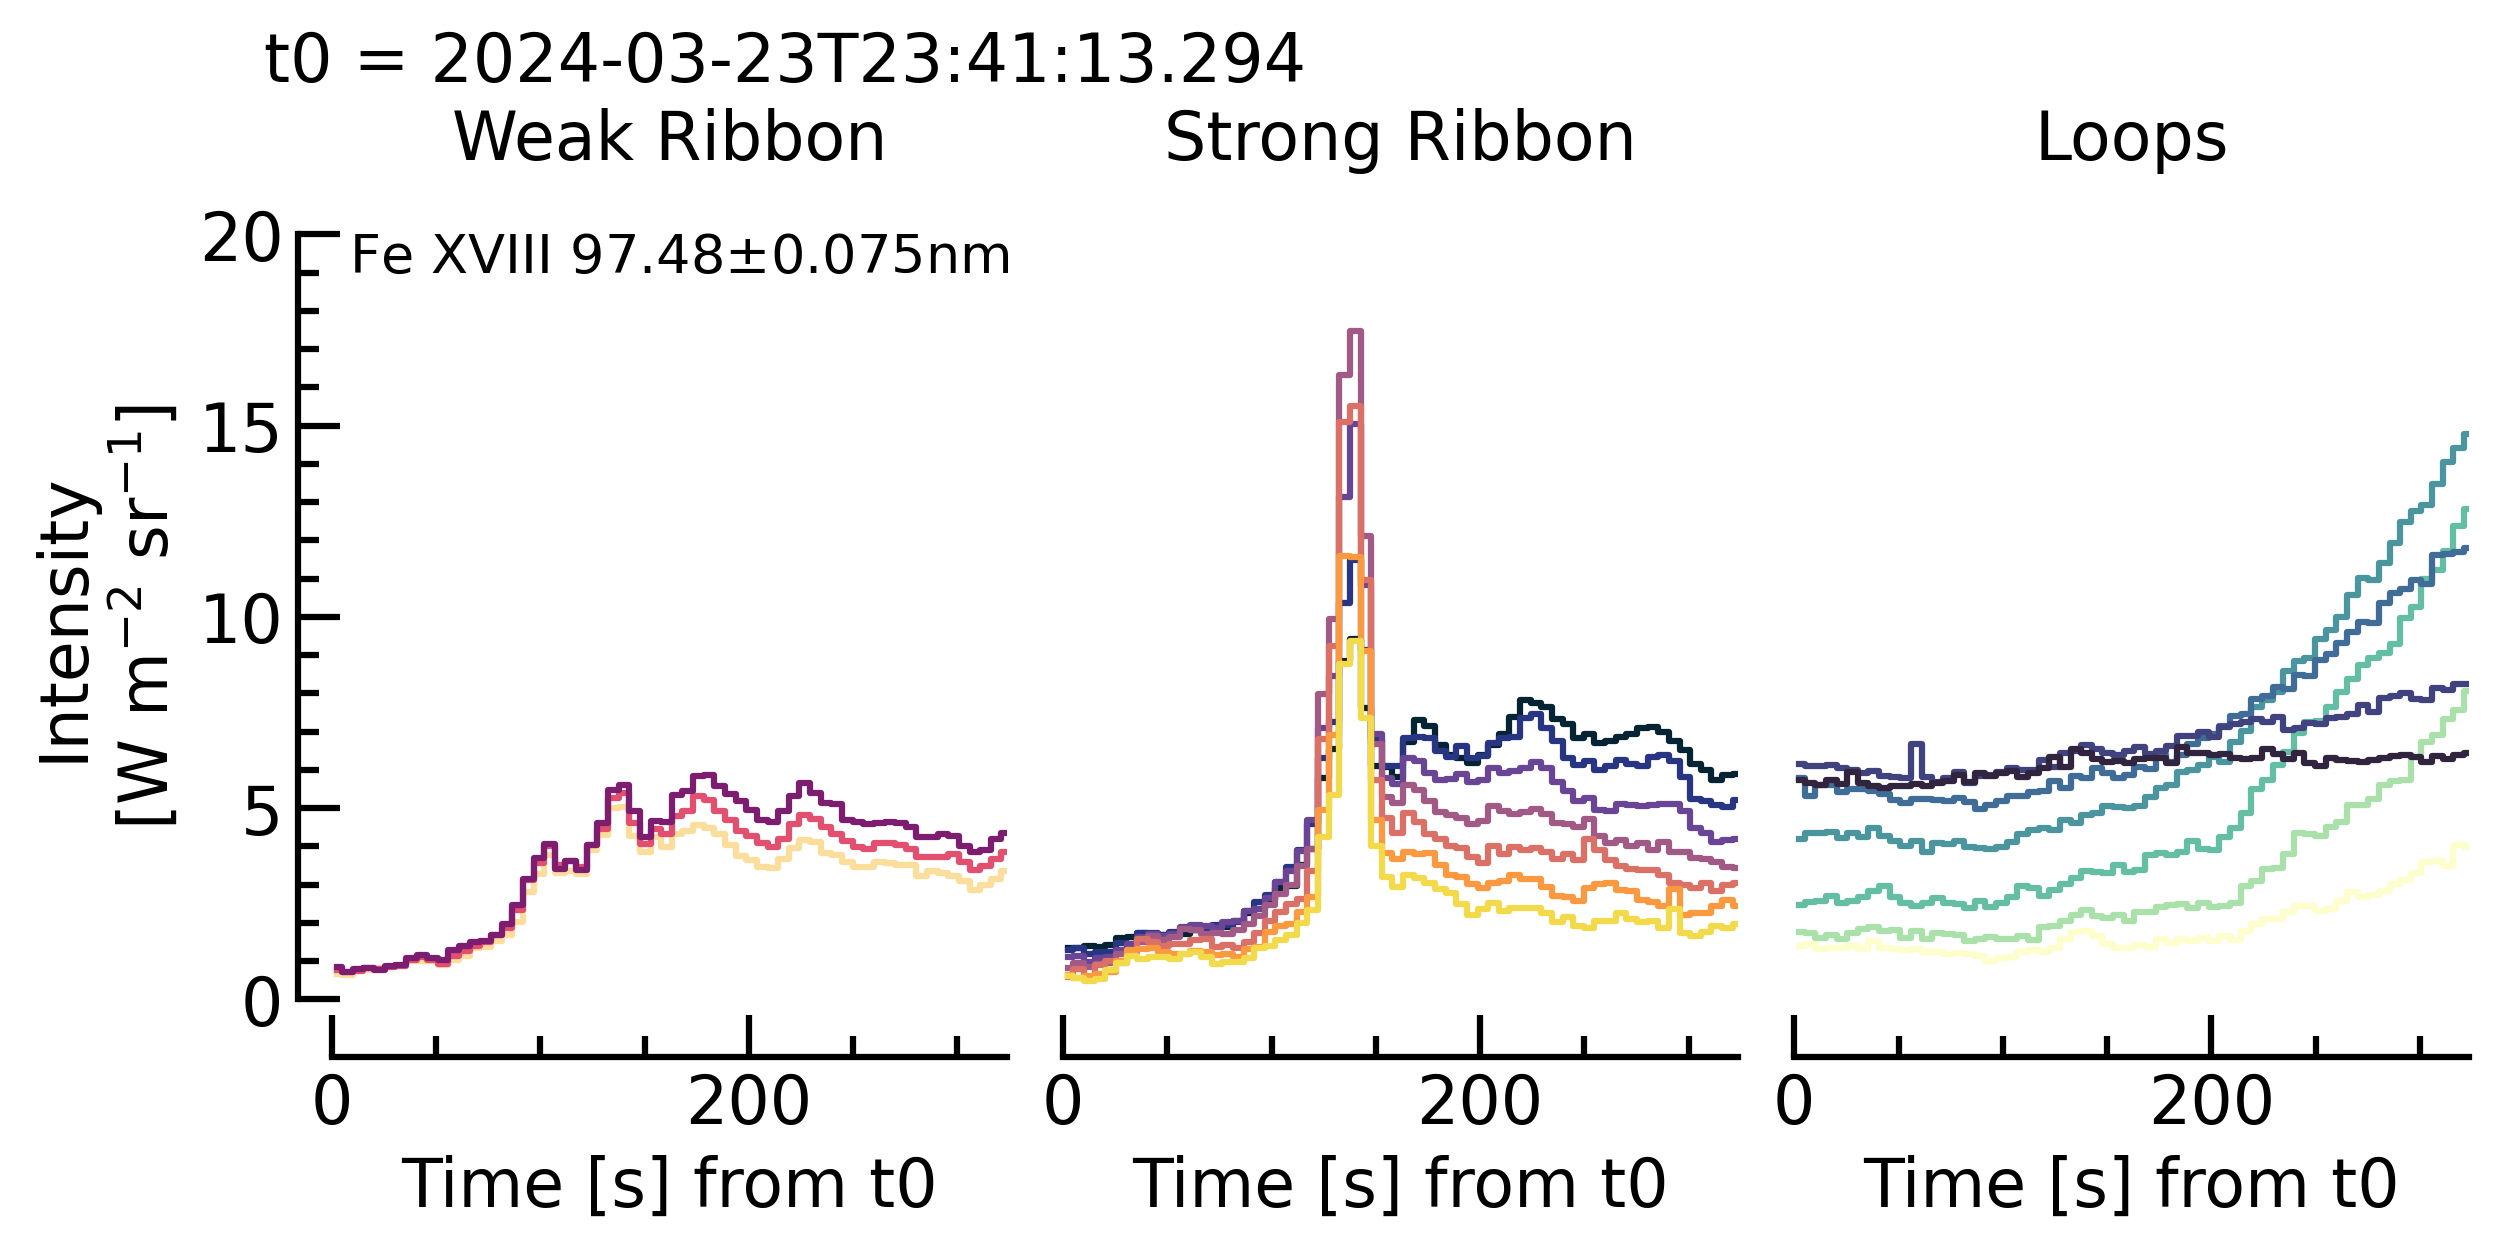 t0 = 2024-03-23T23:41:13.294
Weak Ribbon
Strong Ribbon
Loops
Fe XVIII 97.48±0.075nm
Intensity
[W m⁻² sr⁻¹]
20
15
10
5
0
0 200
0 200
0 200
Time [s] from t0
Time [s] from t0
Time [s] from t0